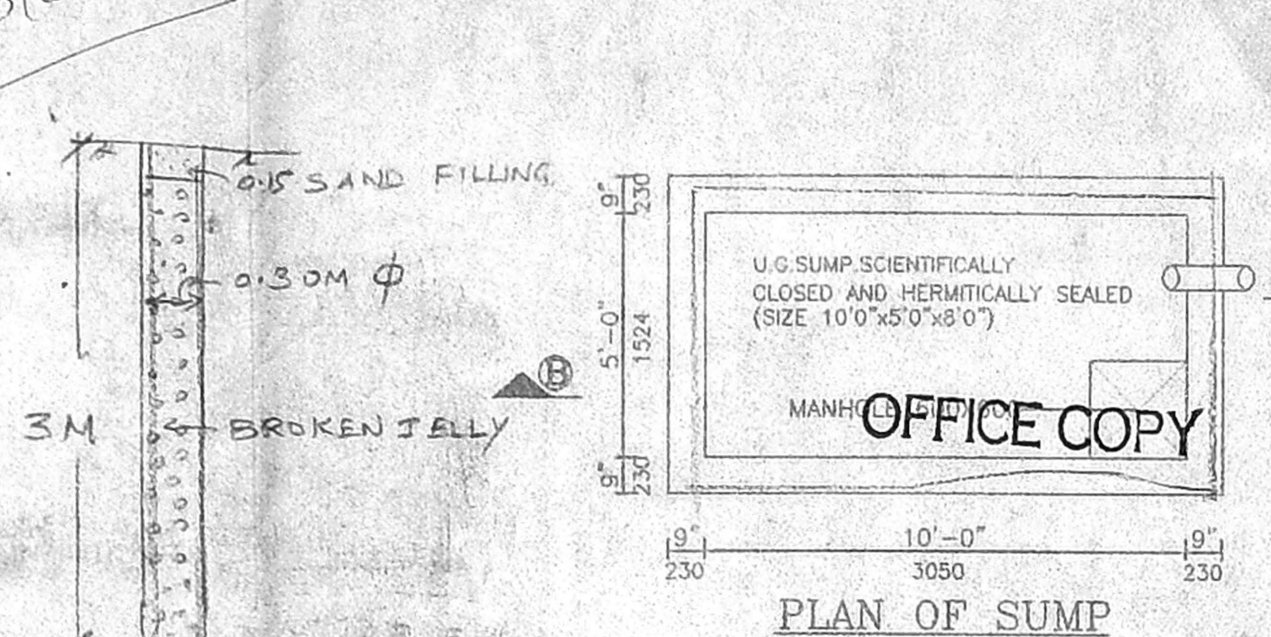 0.15 SAND FILLING
0.30M Φ
3M
BROKEN JELLY
B
9"
230
5'-0"
1524
9"
230
U.G.SUMP.SCIENTIFICALLY
CLOSED AND HERMITICALLY SEALED
(SIZE 10'0"x5'0"x8'0")
MANHOLE
OFFICE COPY
9" 10'-0" 9"
230 3050 230
PLAN OF SUMP